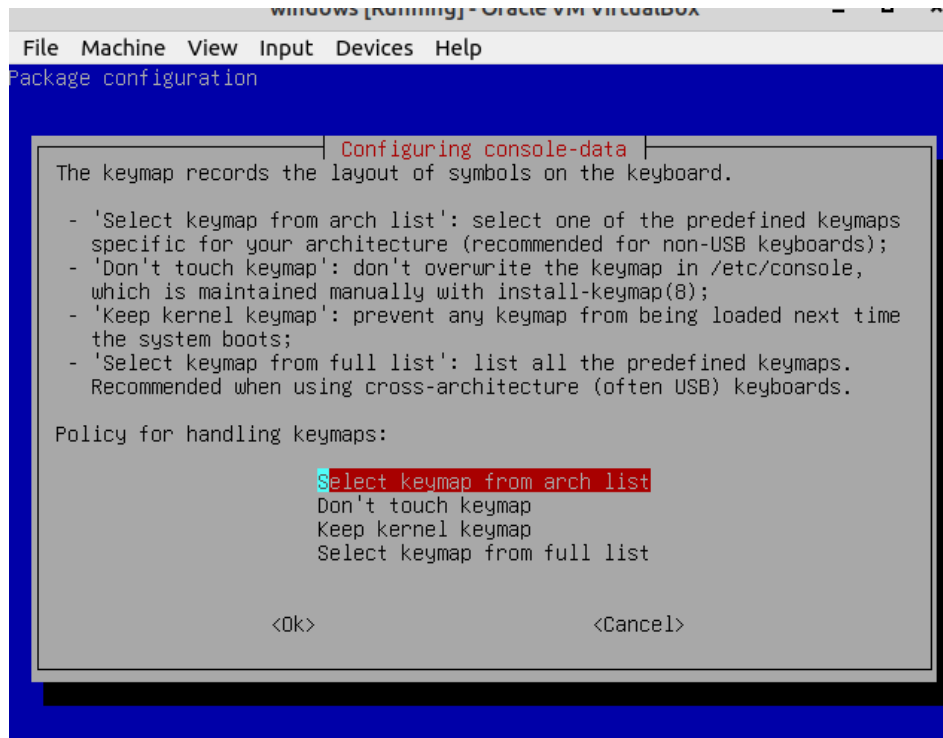 windows [Running] - Oracle VM VirtualBox
File Machine View Input Devices Help
Package configuration
Configuring console-data
The keymap records the layout of symbols on the keyboard.
- 'Select keymap from arch list': select one of the predefined keymaps
specific for your architecture (recommended for non-USB keyboards);
- 'Don't touch keymap': don't overwrite the keymap in /etc/console,
which is maintained manually with install-keymap(8);
- 'Keep kernel keymap': prevent any keymap from being loaded next time
the system boots;
- 'Select keymap from full list': list all the predefined keymaps.
Recommended when using cross-architecture (often USB) keyboards.
Policy for handling keymaps:
Select keymap from arch list
Don't touch keymap
Keep kernel keymap
Select keymap from full list
<Ok> <Cancel>